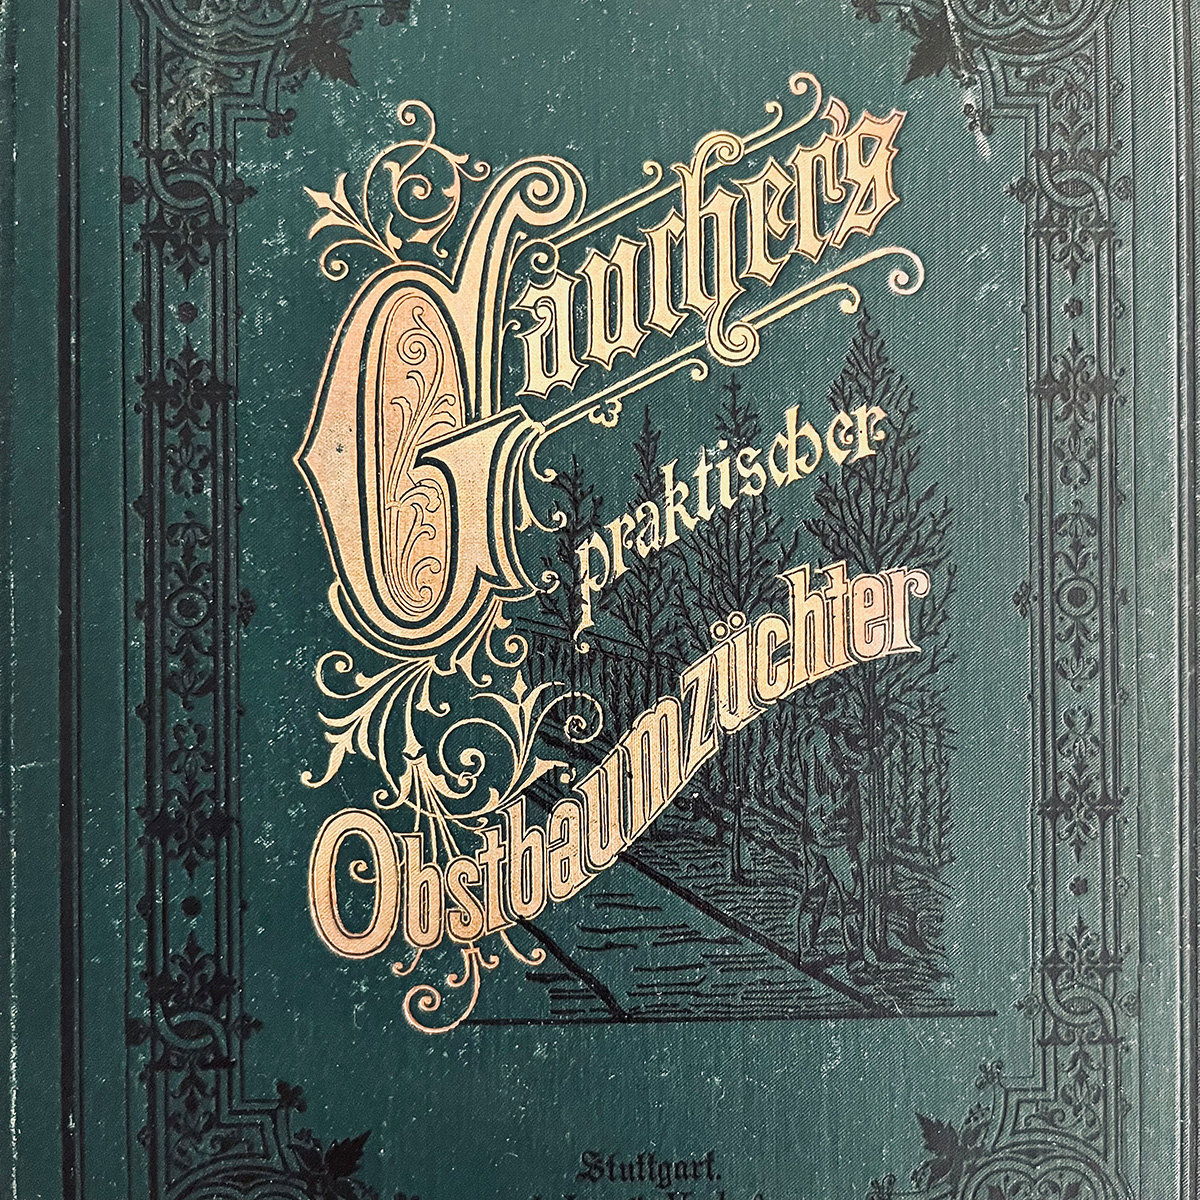 Gaucher's
praktischer
Obstbaumzüchter
Stuttgart.